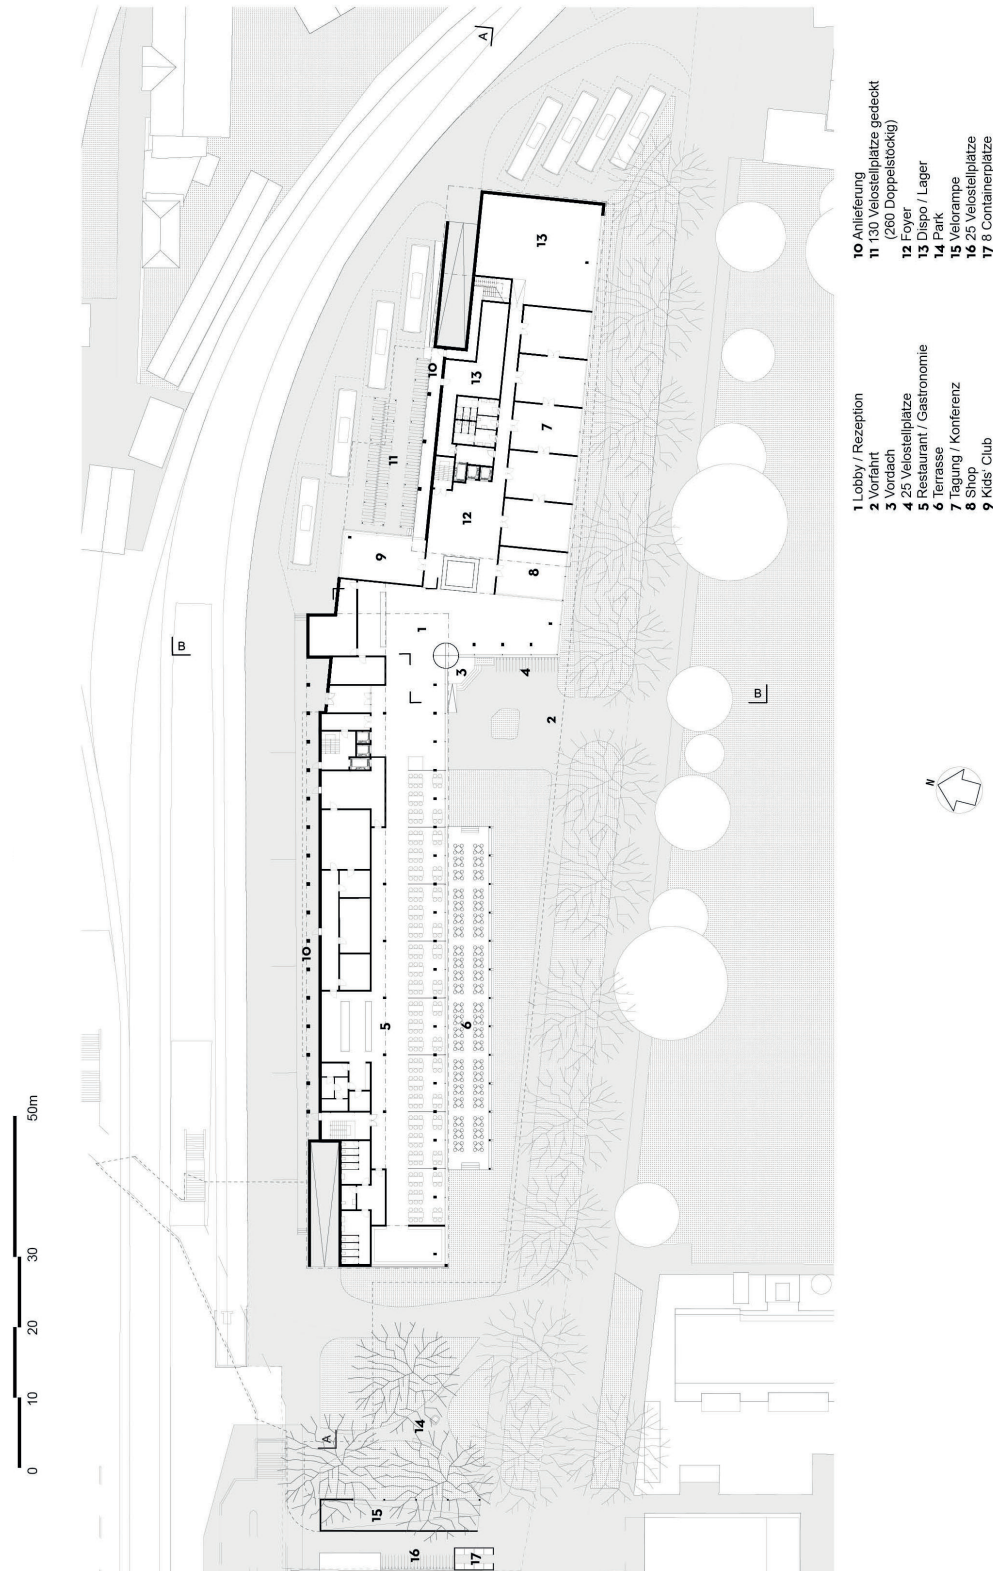 0 10 20 30 50m
A
A
B
B
N
1
2
3
4
5
6
7
8
9
10
10
11
12
13
13
14
15
16
17
1 Lobby / Rezeption
2 Vorfahrt
3 Vordach
4 25 Velostellplätze
5 Restaurant / Gastronomie
6 Terrasse
7 Tagung / Konferenz
8 Shop
9 Kids' Club
10 Anlieferung
11 130 Velostellplätze gedeckt
(260 Doppelstöckig)
12 Foyer
13 Dispo / Lager
14 Park
15 Velorampe
16 25 Velostellplätze
17 8 Containerplätze